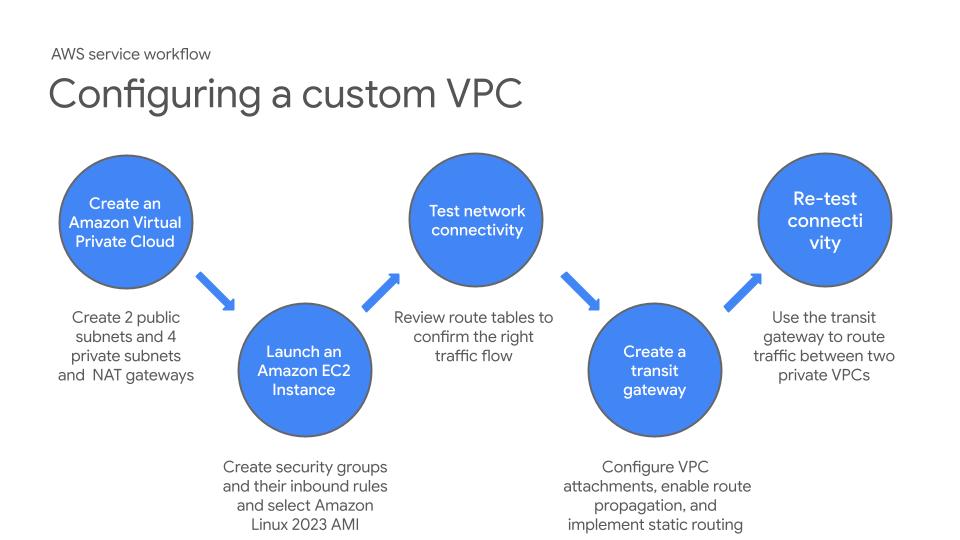 AWS service workflow
Configuring a custom VPC
Create an
Amazon Virtual
Private Cloud
Create 2 public
subnets and 4
private subnets
and  NAT gateways
Launch an
Amazon EC2
Instance
Create security groups
and their inbound rules
and select Amazon
Linux 2023 AMI
Test network
connectivity
Review route tables to
confirm the right
traffic flow
Create a
transit
gateway
Configure VPC
attachments, enable route
propagation, and
implement static routing
Re-test
connecti
vity
Use the transit
gateway to route
traffic between two
private VPCs